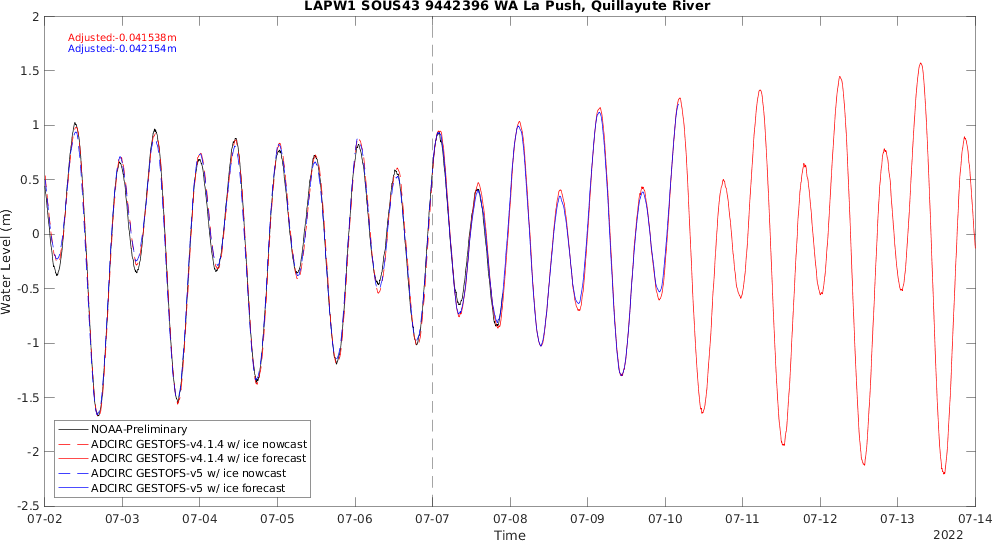 LAPW1 SOUS43 9442396 WA La Push, Quillayute River
2
1.5
1
0.5
0
-0.5
-1
-1.5
-2
-2.5
Water Level (m)
Adjusted:-0.041538m
Adjusted:-0.042154m
NOAA-Preliminary
ADCIRC GESTOFS-v4.1.4 w/ ice nowcast
ADCIRC GESTOFS-v4.1.4 w/ ice forecast
ADCIRC GESTOFS-v5 w/ ice nowcast
ADCIRC GESTOFS-v5 w/ ice forecast
07-02 07-03 07-04 07-05 07-06 07-07 07-08 07-09 07-10 07-11 07-12 07-13 07-14
Time
2022